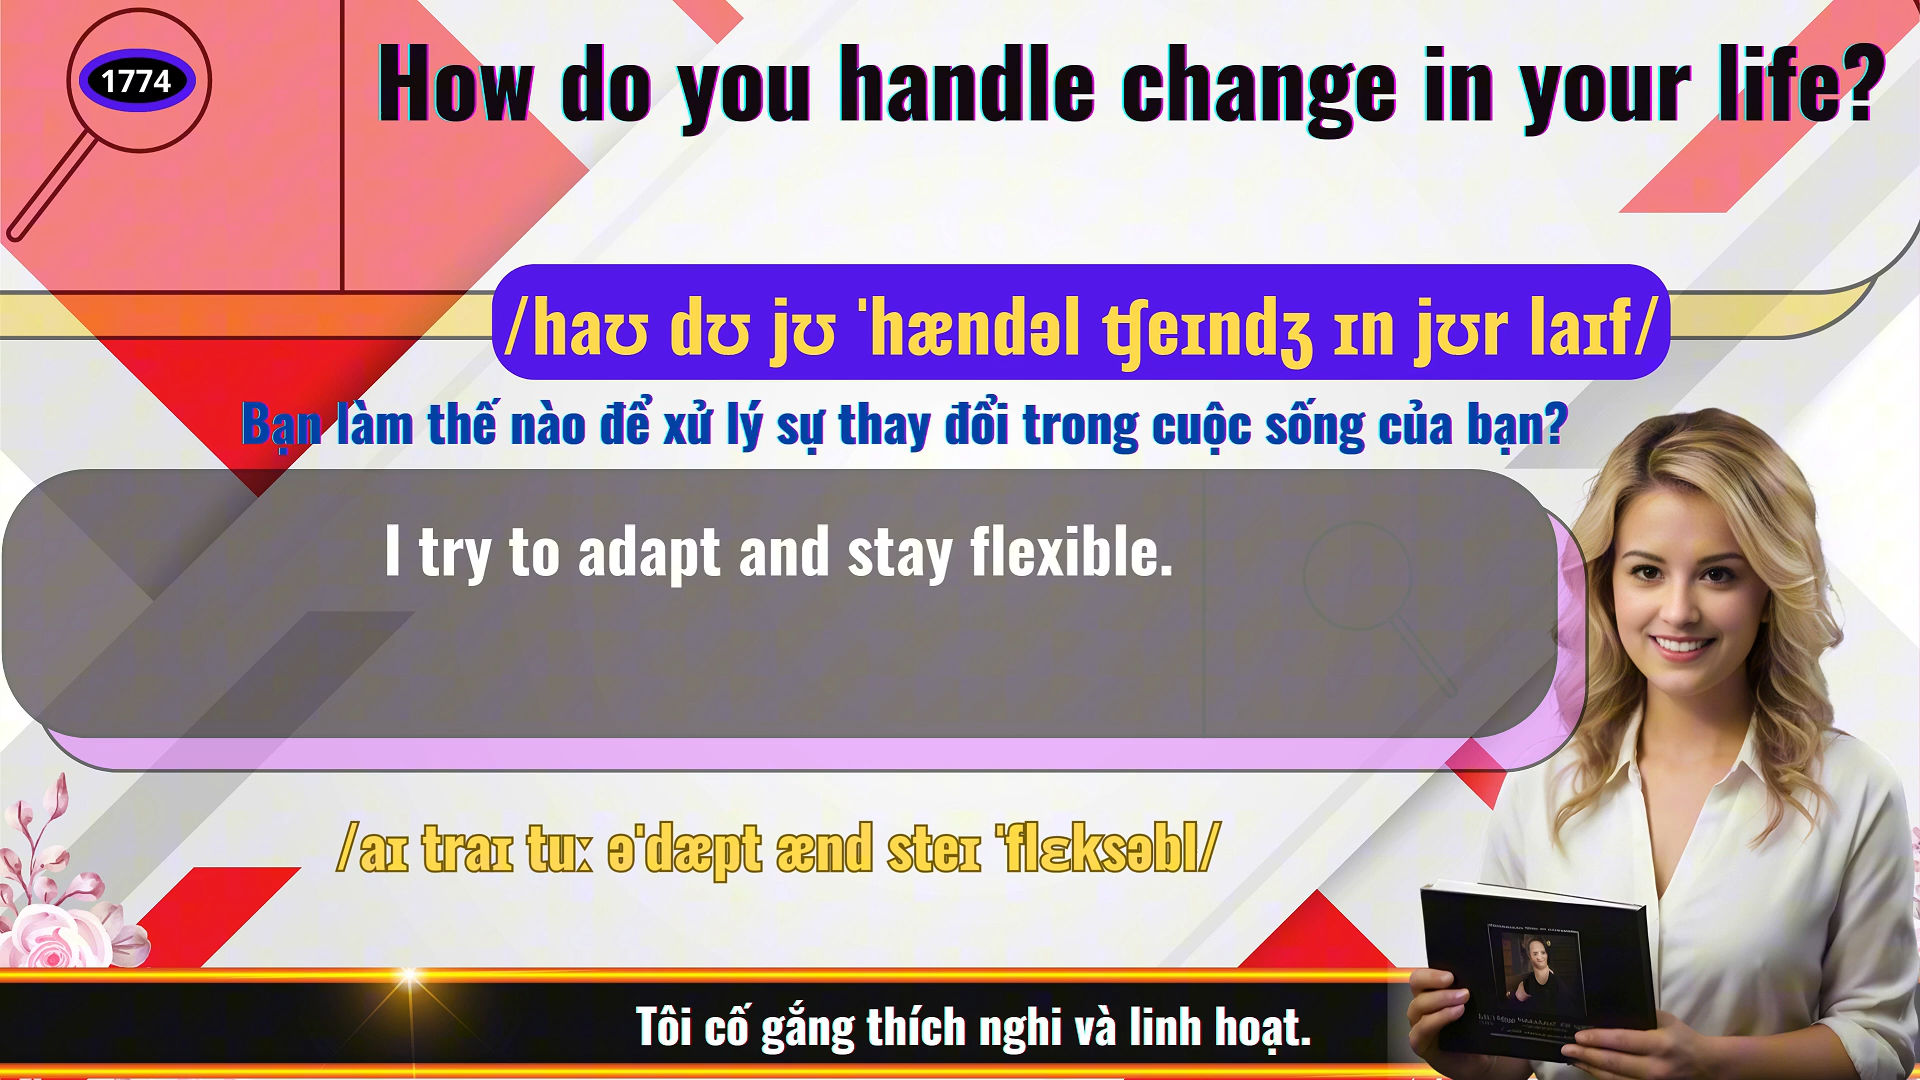 1774
How do you handle change in your life?
/haʊ dʊ jʊ ˈhændəl ʧeɪndʒ ɪn jʊr laɪf/
Bạn làm thế nào để xử lý sự thay đổi trong cuộc sống của bạn?
I try to adapt and stay flexible.
/aɪ traɪ tuː əˈdæpt ænd steɪ ˈflɛksəbl/
Tôi cố gắng thích nghi và linh hoạt.